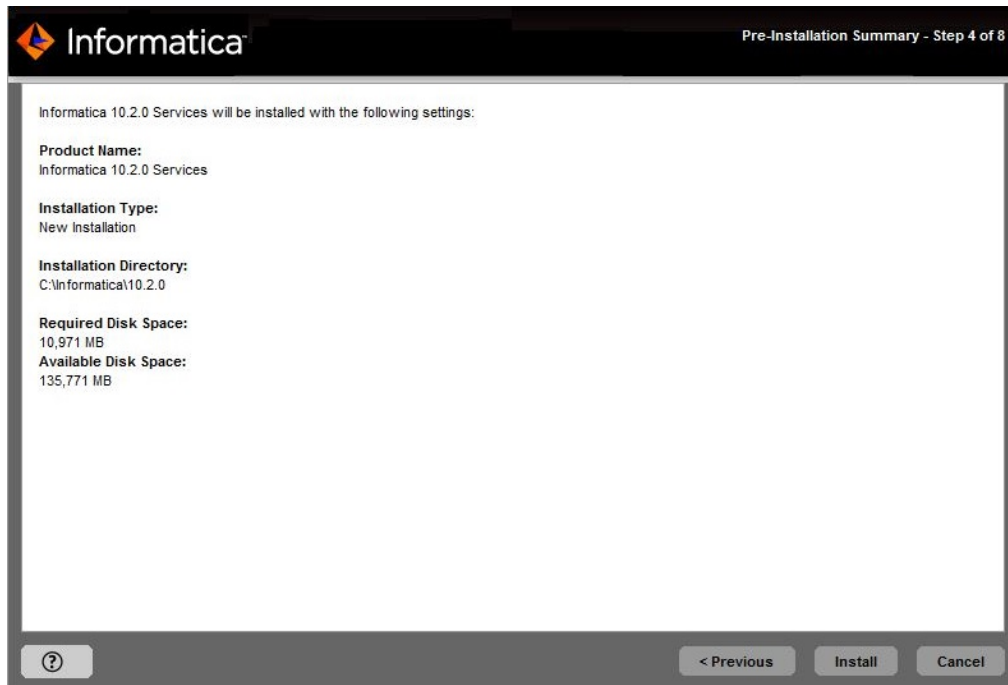 Informatica
Pre-Installation Summary - Step 4 of 8
Informatica 10.2.0 Services will be installed with the following settings:
Product Name:
Informatica 10.2.0 Services
Installation Type:
New Installation
Installation Directory:
C:\Informatica\10.2.0
Required Disk Space:
10,971 MB
Available Disk Space:
135,771 MB
?
< Previous
Install
Cancel